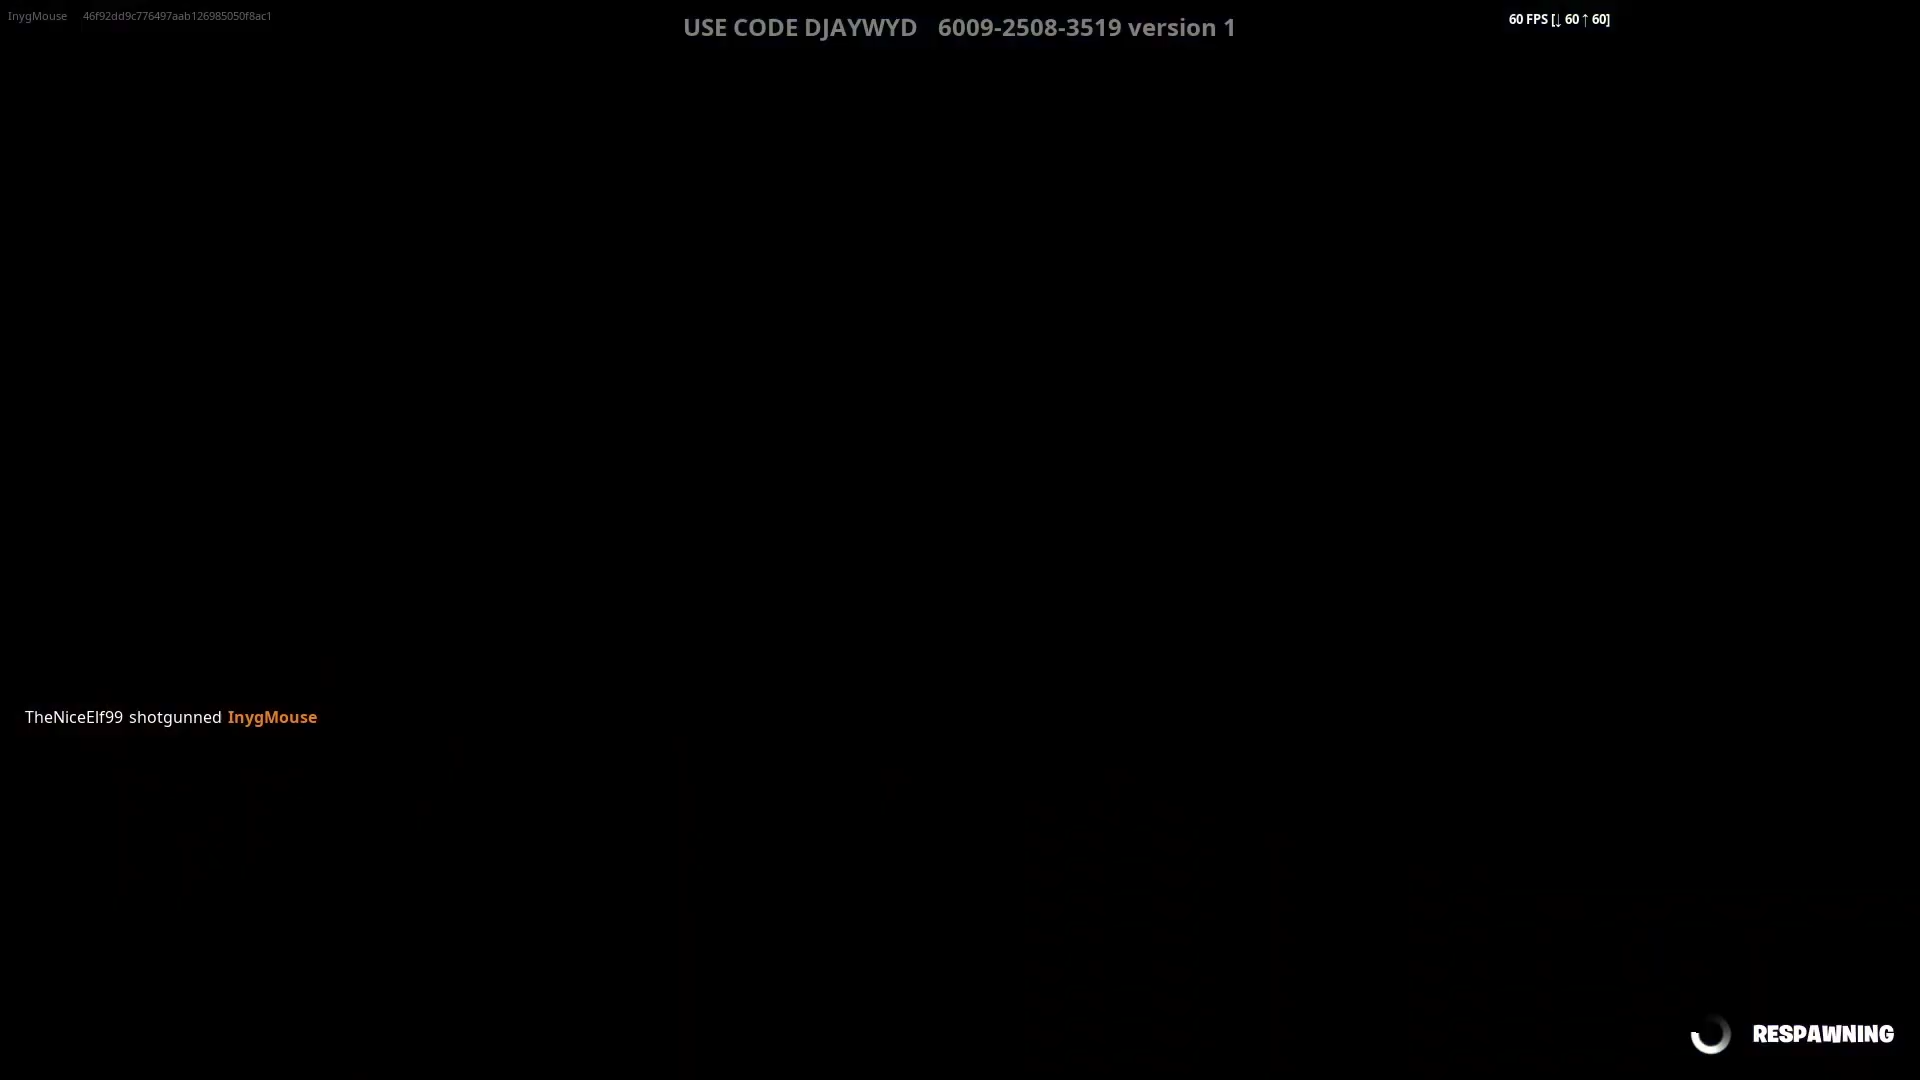 InygMouse 46f92dd9c776497aab126985050f8ac1
USE CODE DJAYWYD 6009-2508-3519 version 1
60 FPS [↓ 60 ↑ 60]
TheNiceElf99 shotgunned InygMouse
RESPAWNING